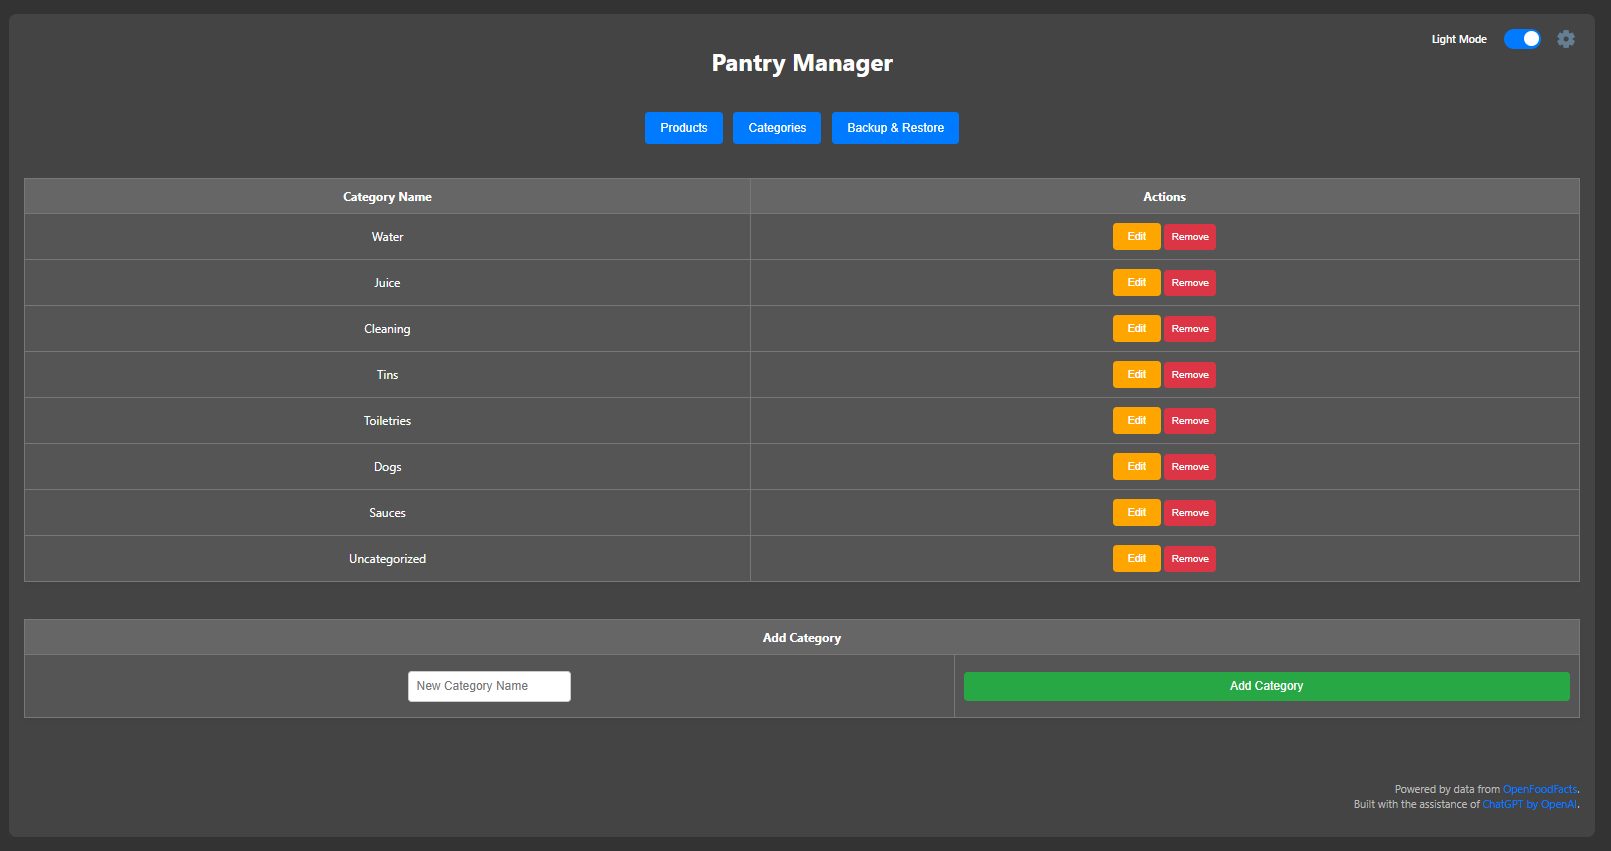 Light Mode
Pantry Manager
Products Categories Backup & Restore
Category Name Actions
Water Edit Remove
Juice Edit Remove
Cleaning Edit Remove
Tins Edit Remove
Toiletries Edit Remove
Dogs Edit Remove
Sauces Edit Remove
Uncategorized Edit Remove
Add Category
New Category Name Add Category
Powered by data from OpenFoodFacts.
Built with the assistance of ChatGPT by OpenAI.